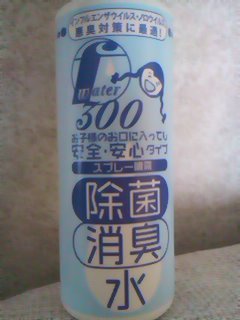 インフルエンザウイルス・ノロウイルス
悪臭対策に最適!
water
300
お子様のお口に入っても
安全・安心タイプ
スプレー噴霧
除菌
消臭
水